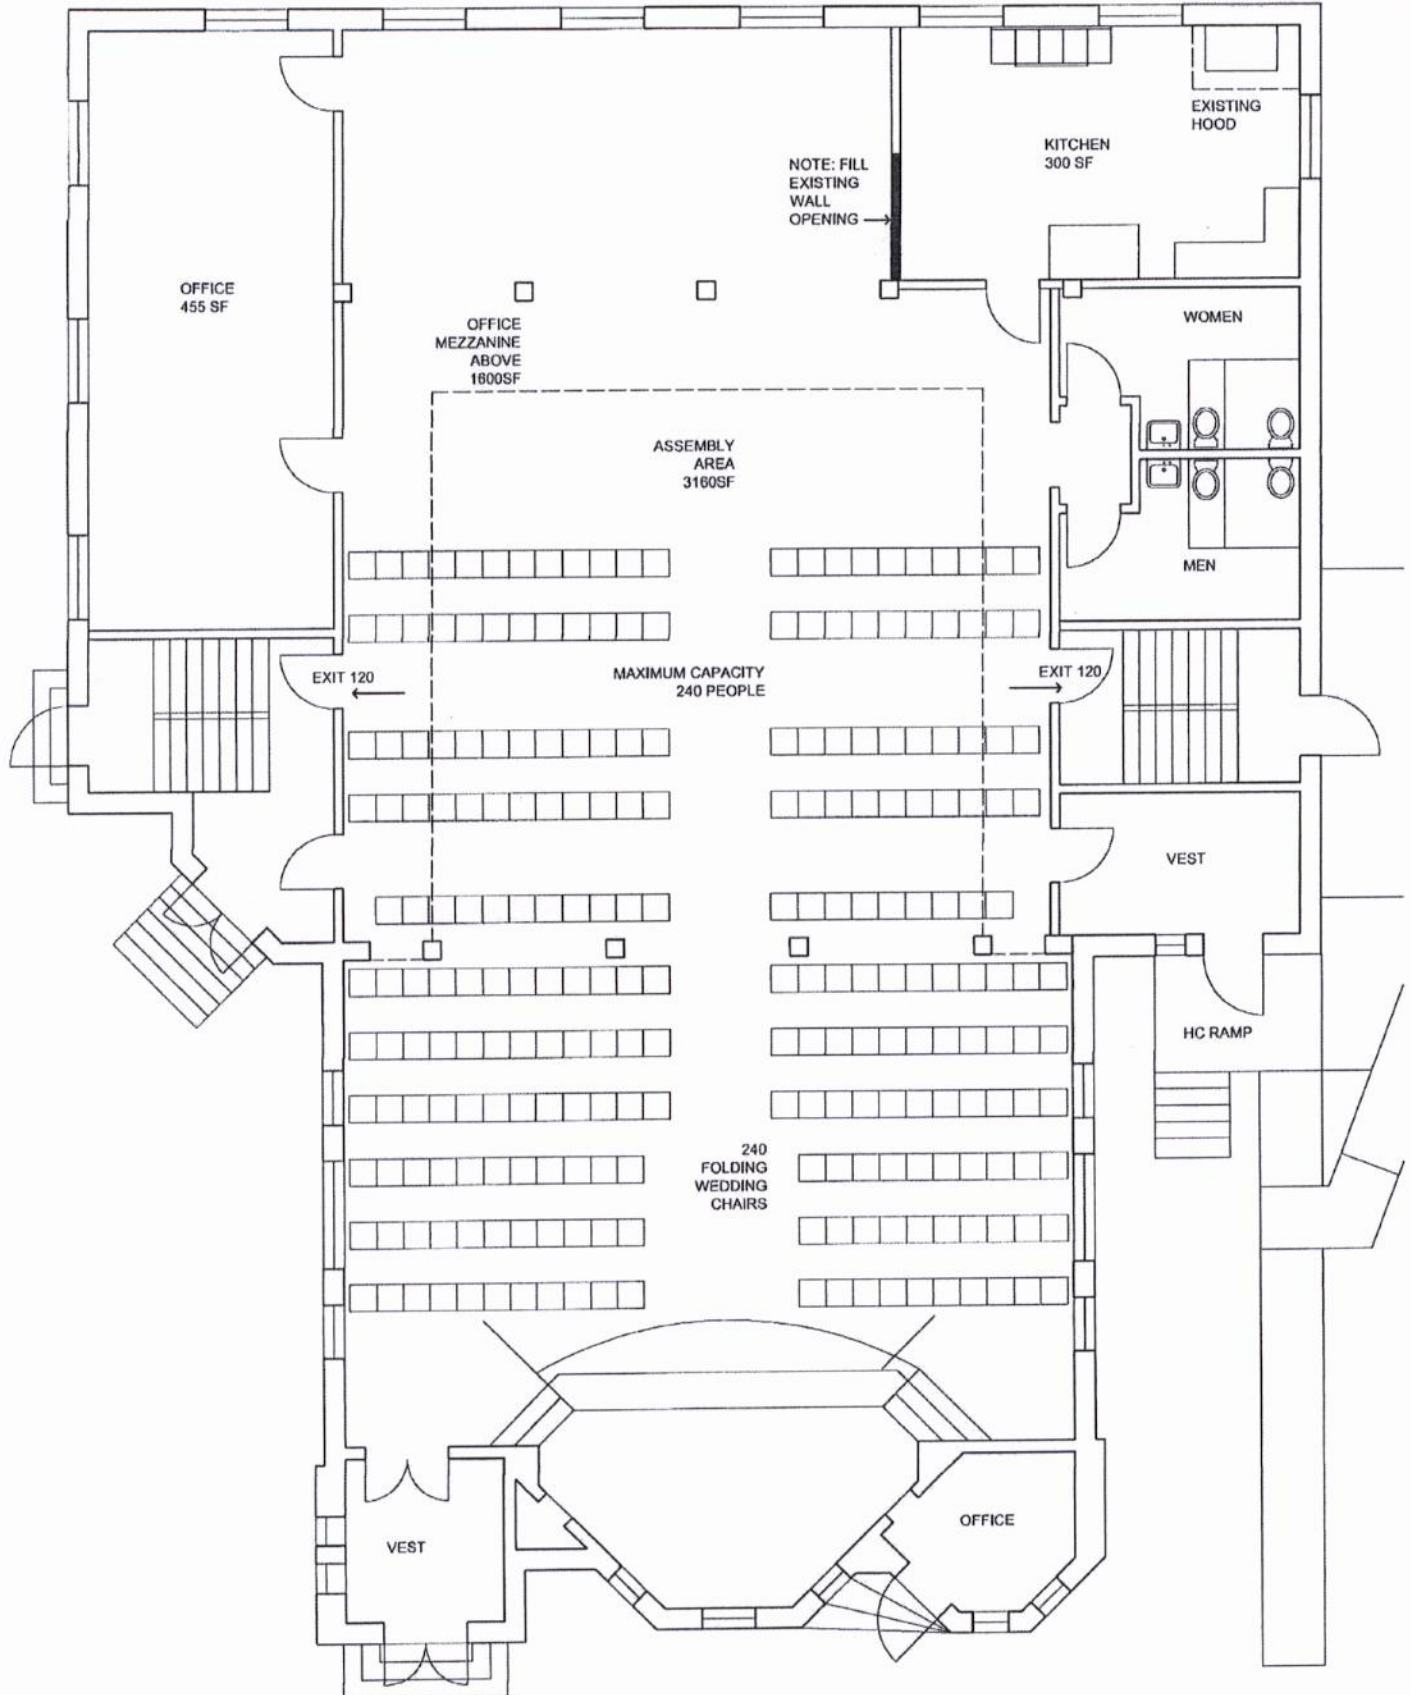 EXISTING
HOOD
KITCHEN
300 SF
NOTE: FILL
EXISTING
WALL
OPENING
OFFICE
455 SF
WOMEN
OFFICE
MEZZANINE
ABOVE
1600SF
ASSEMBLY
AREA
3160SF
MEN
EXIT 120
MAXIMUM CAPACITY
240 PEOPLE
EXIT 120
VEST
HC RAMP
240
FOLDING
WEDDING
CHAIRS
OFFICE
VEST